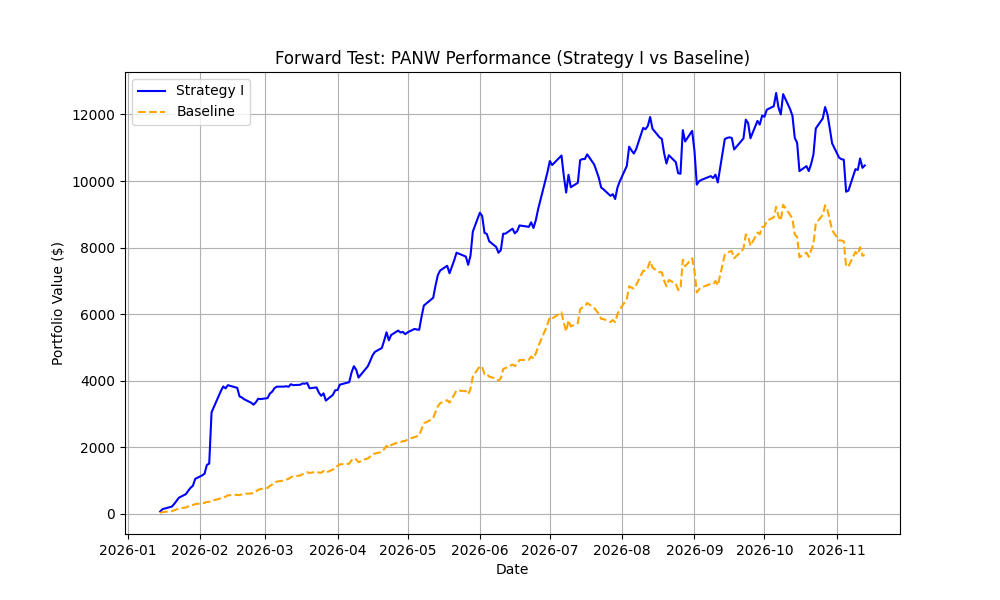 Forward Test: PANW Performance (Strategy I vs Baseline)
Strategy I
Baseline
Portfolio Value ($)
12000
10000
8000
6000
4000
2000
0
2026-01 2026-02 2026-03 2026-04 2026-05 2026-06 2026-07 2026-08 2026-09 2026-10 2026-11
Date